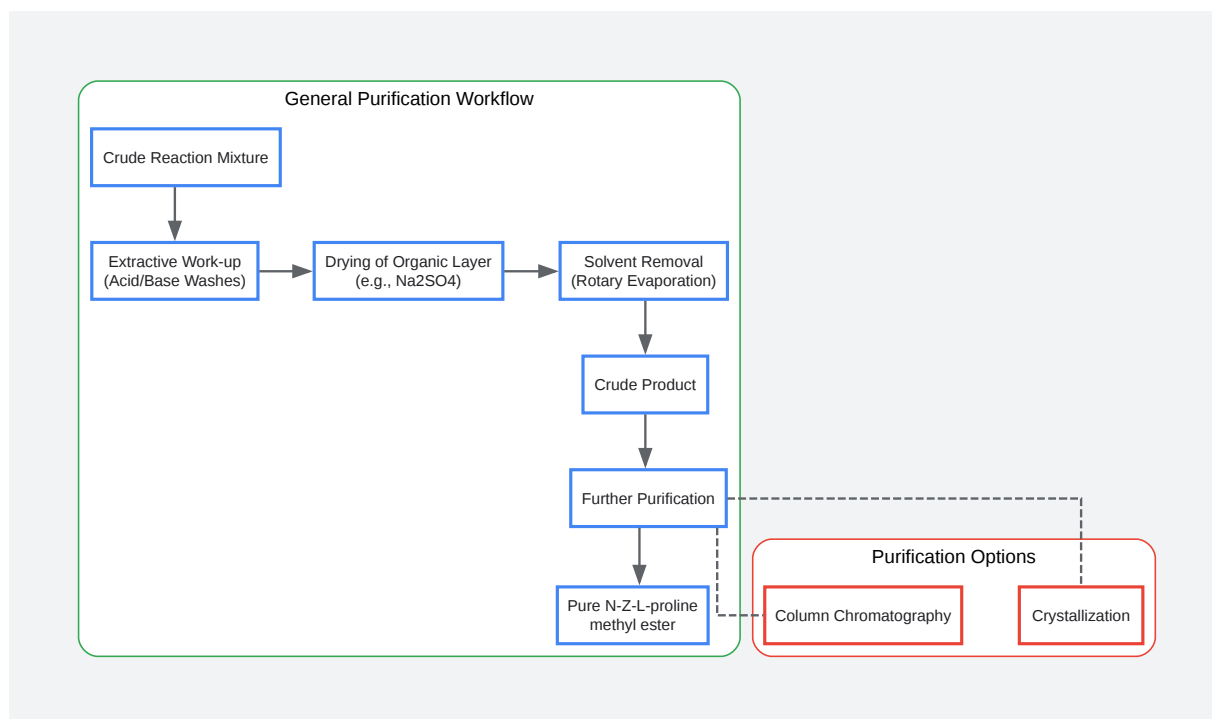 General Purification Workflow
Crude Reaction Mixture
Extractive Work-up
(Acid/Base Washes)
Drying of Organic Layer
(e.g., Na2SO4)
Solvent Removal
(Rotary Evaporation)
Crude Product
Further Purification
Pure N-Z-L-proline
methyl ester
Purification Options
Column Chromatography
Crystallization